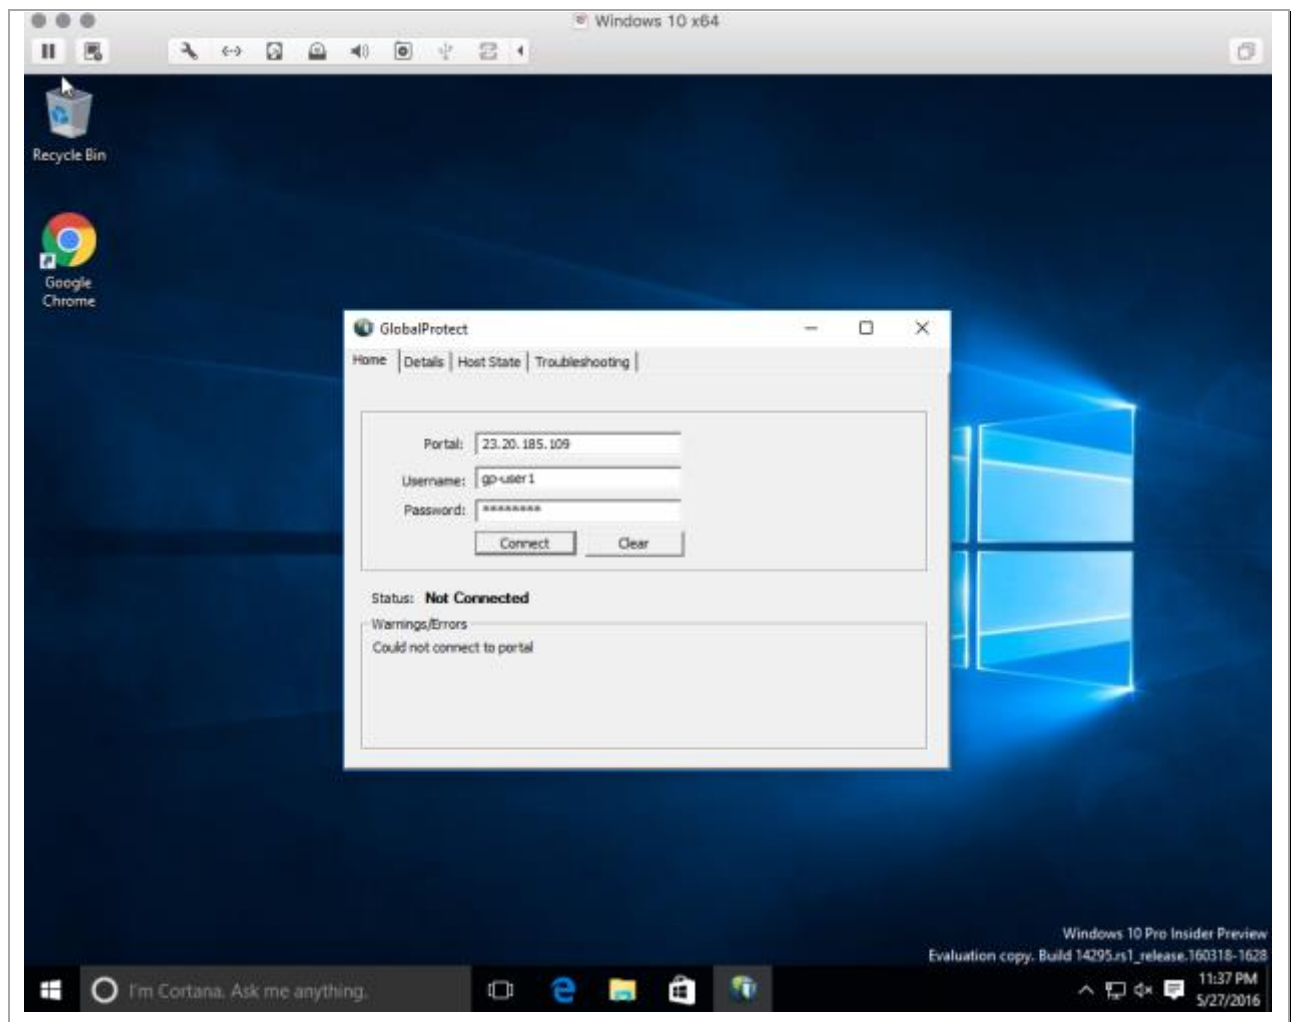 Windows 10 x64
Recycle Bin
Google
Chrome
GlobalProtect
Home
Details
Host State
Troubleshooting
Portal: 23.20.185.109
Username: gp-user1
Password: ********
Connect
Clear
Status: Not Connected
Warnings/Errors
Could not connect to portal
Windows 10 Pro Insider Preview
Evaluation copy. Build 14295.rs1_release.160318-1628
I'm Cortana. Ask me anything.
11:37 PM
5/27/2016